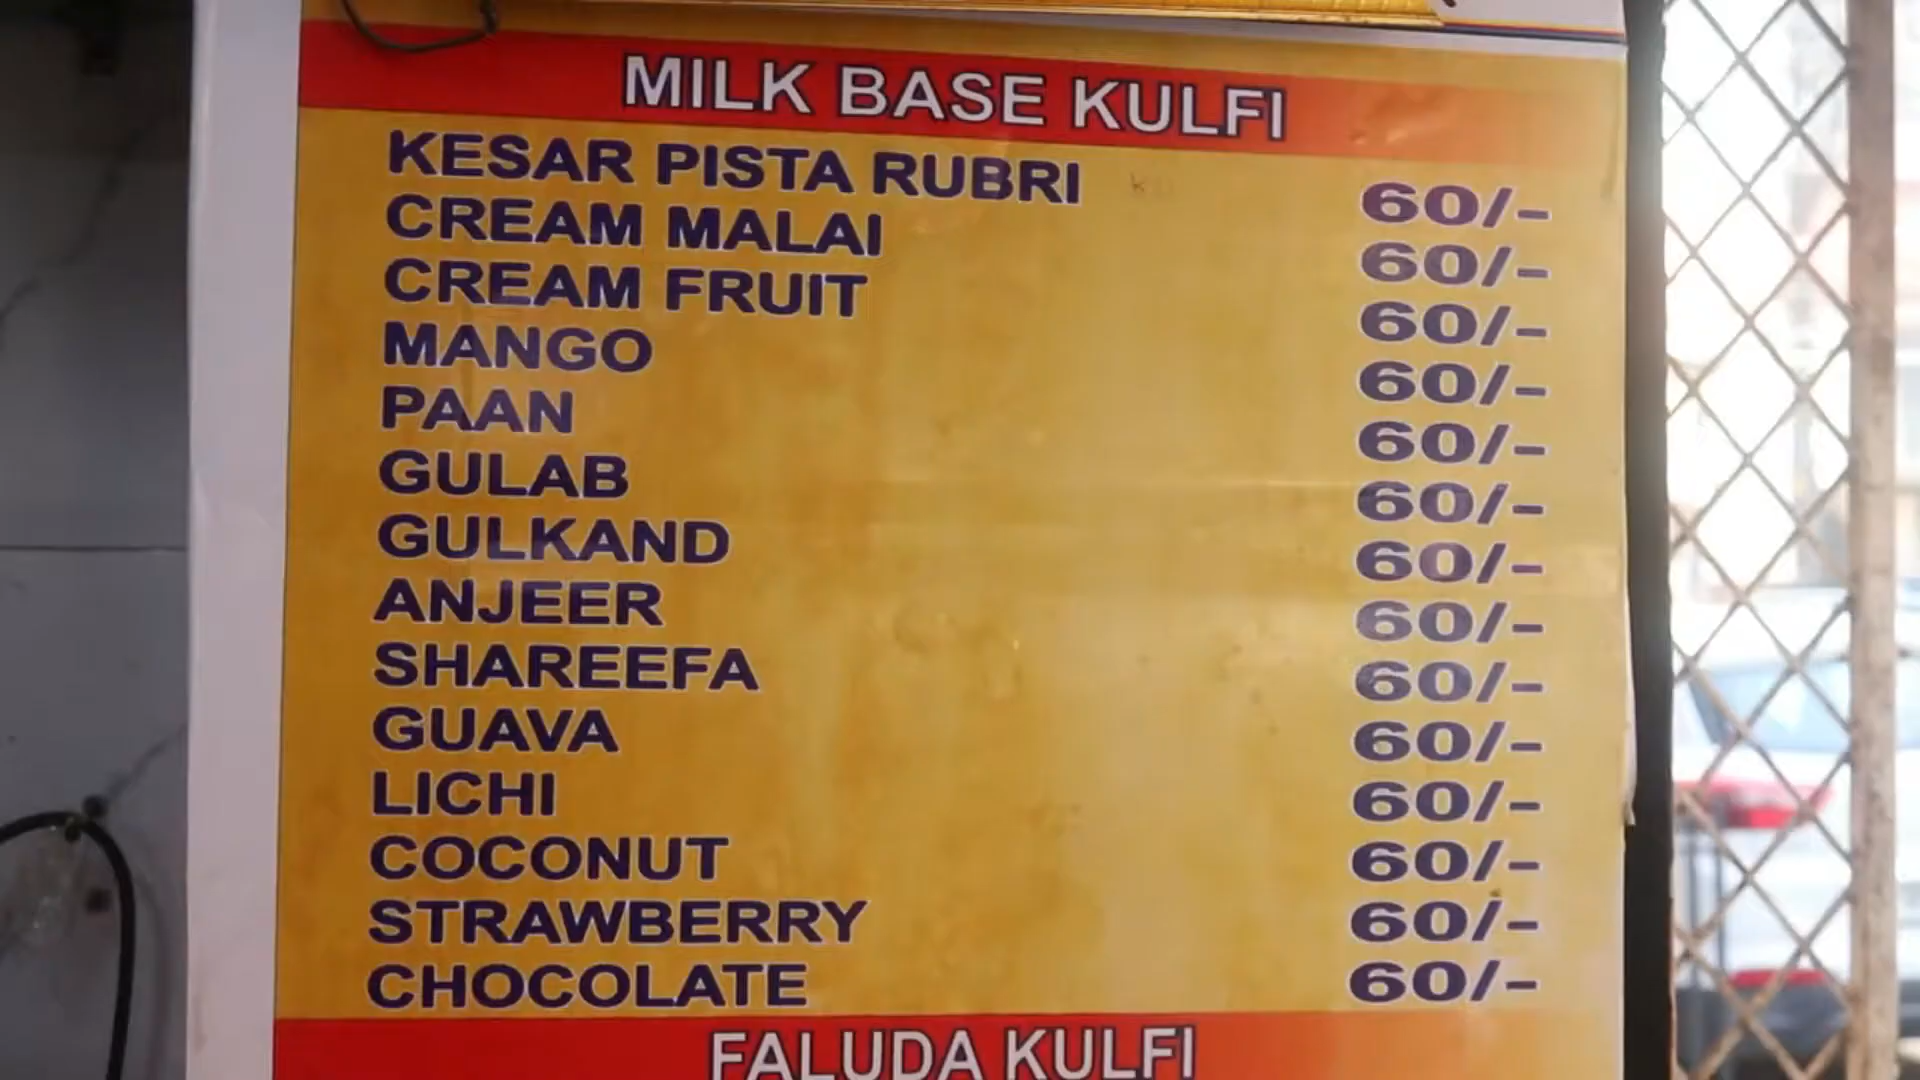 MILK BASE KULFI
KESAR PISTA RUBRI 60/-
CREAM MALAI 60/-
CREAM FRUIT 60/-
MANGO 60/-
PAAN 60/-
GULAB 60/-
GULKAND 60/-
ANJEER 60/-
SHAREEFA 60/-
GUAVA 60/-
LICHI 60/-
COCONUT 60/-
STRAWBERRY 60/-
CHOCOLATE 60/-
FALUDA KULFI